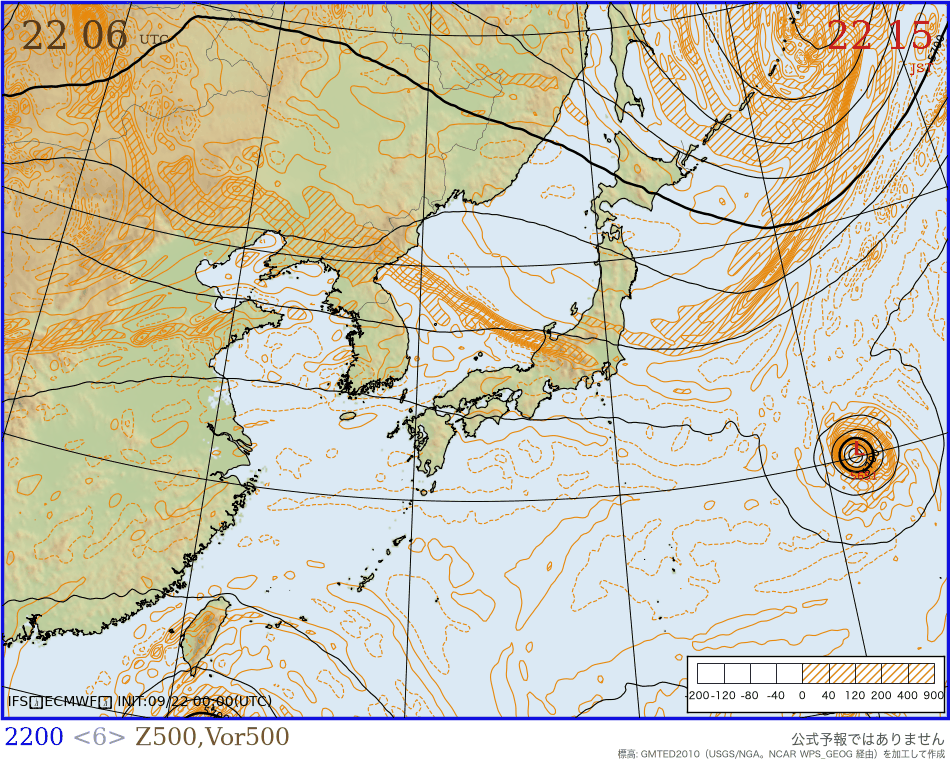 22 06 UTC
22 15
JST
5700
L
IFS ECMWF INIT:09/22 00:00(UTC)
-200 -120 -80 -40 0 40 120 200 400 900
2200 <6> Z500,Vor500
公式予報ではありません
標高: GMTED2010（USGS/NGA。NCAR WPS_GEOG 経由）を加工して作成